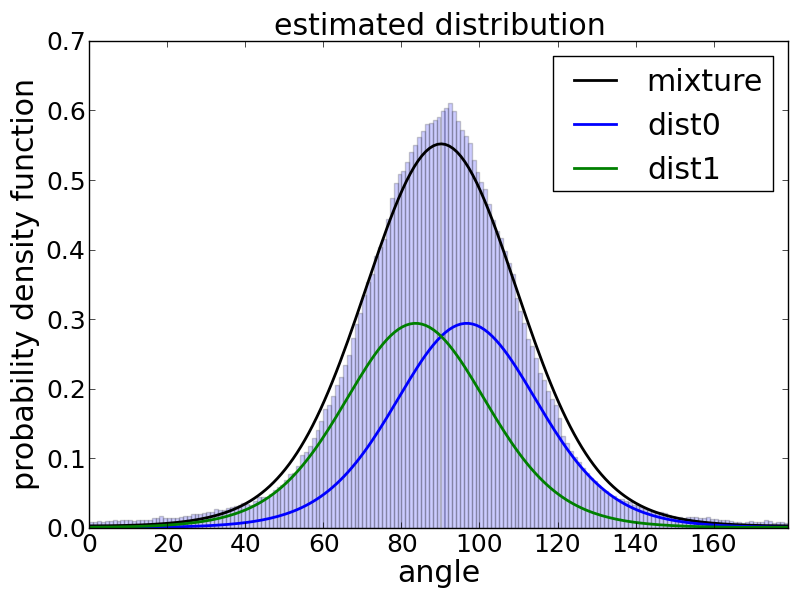 estimated distribution
probability density function
0.7
0.6
0.5
0.4
0.3
0.2
0.1
0.0
mixture
dist0
dist1
0 20 40 60 80 100 120 140 160
angle